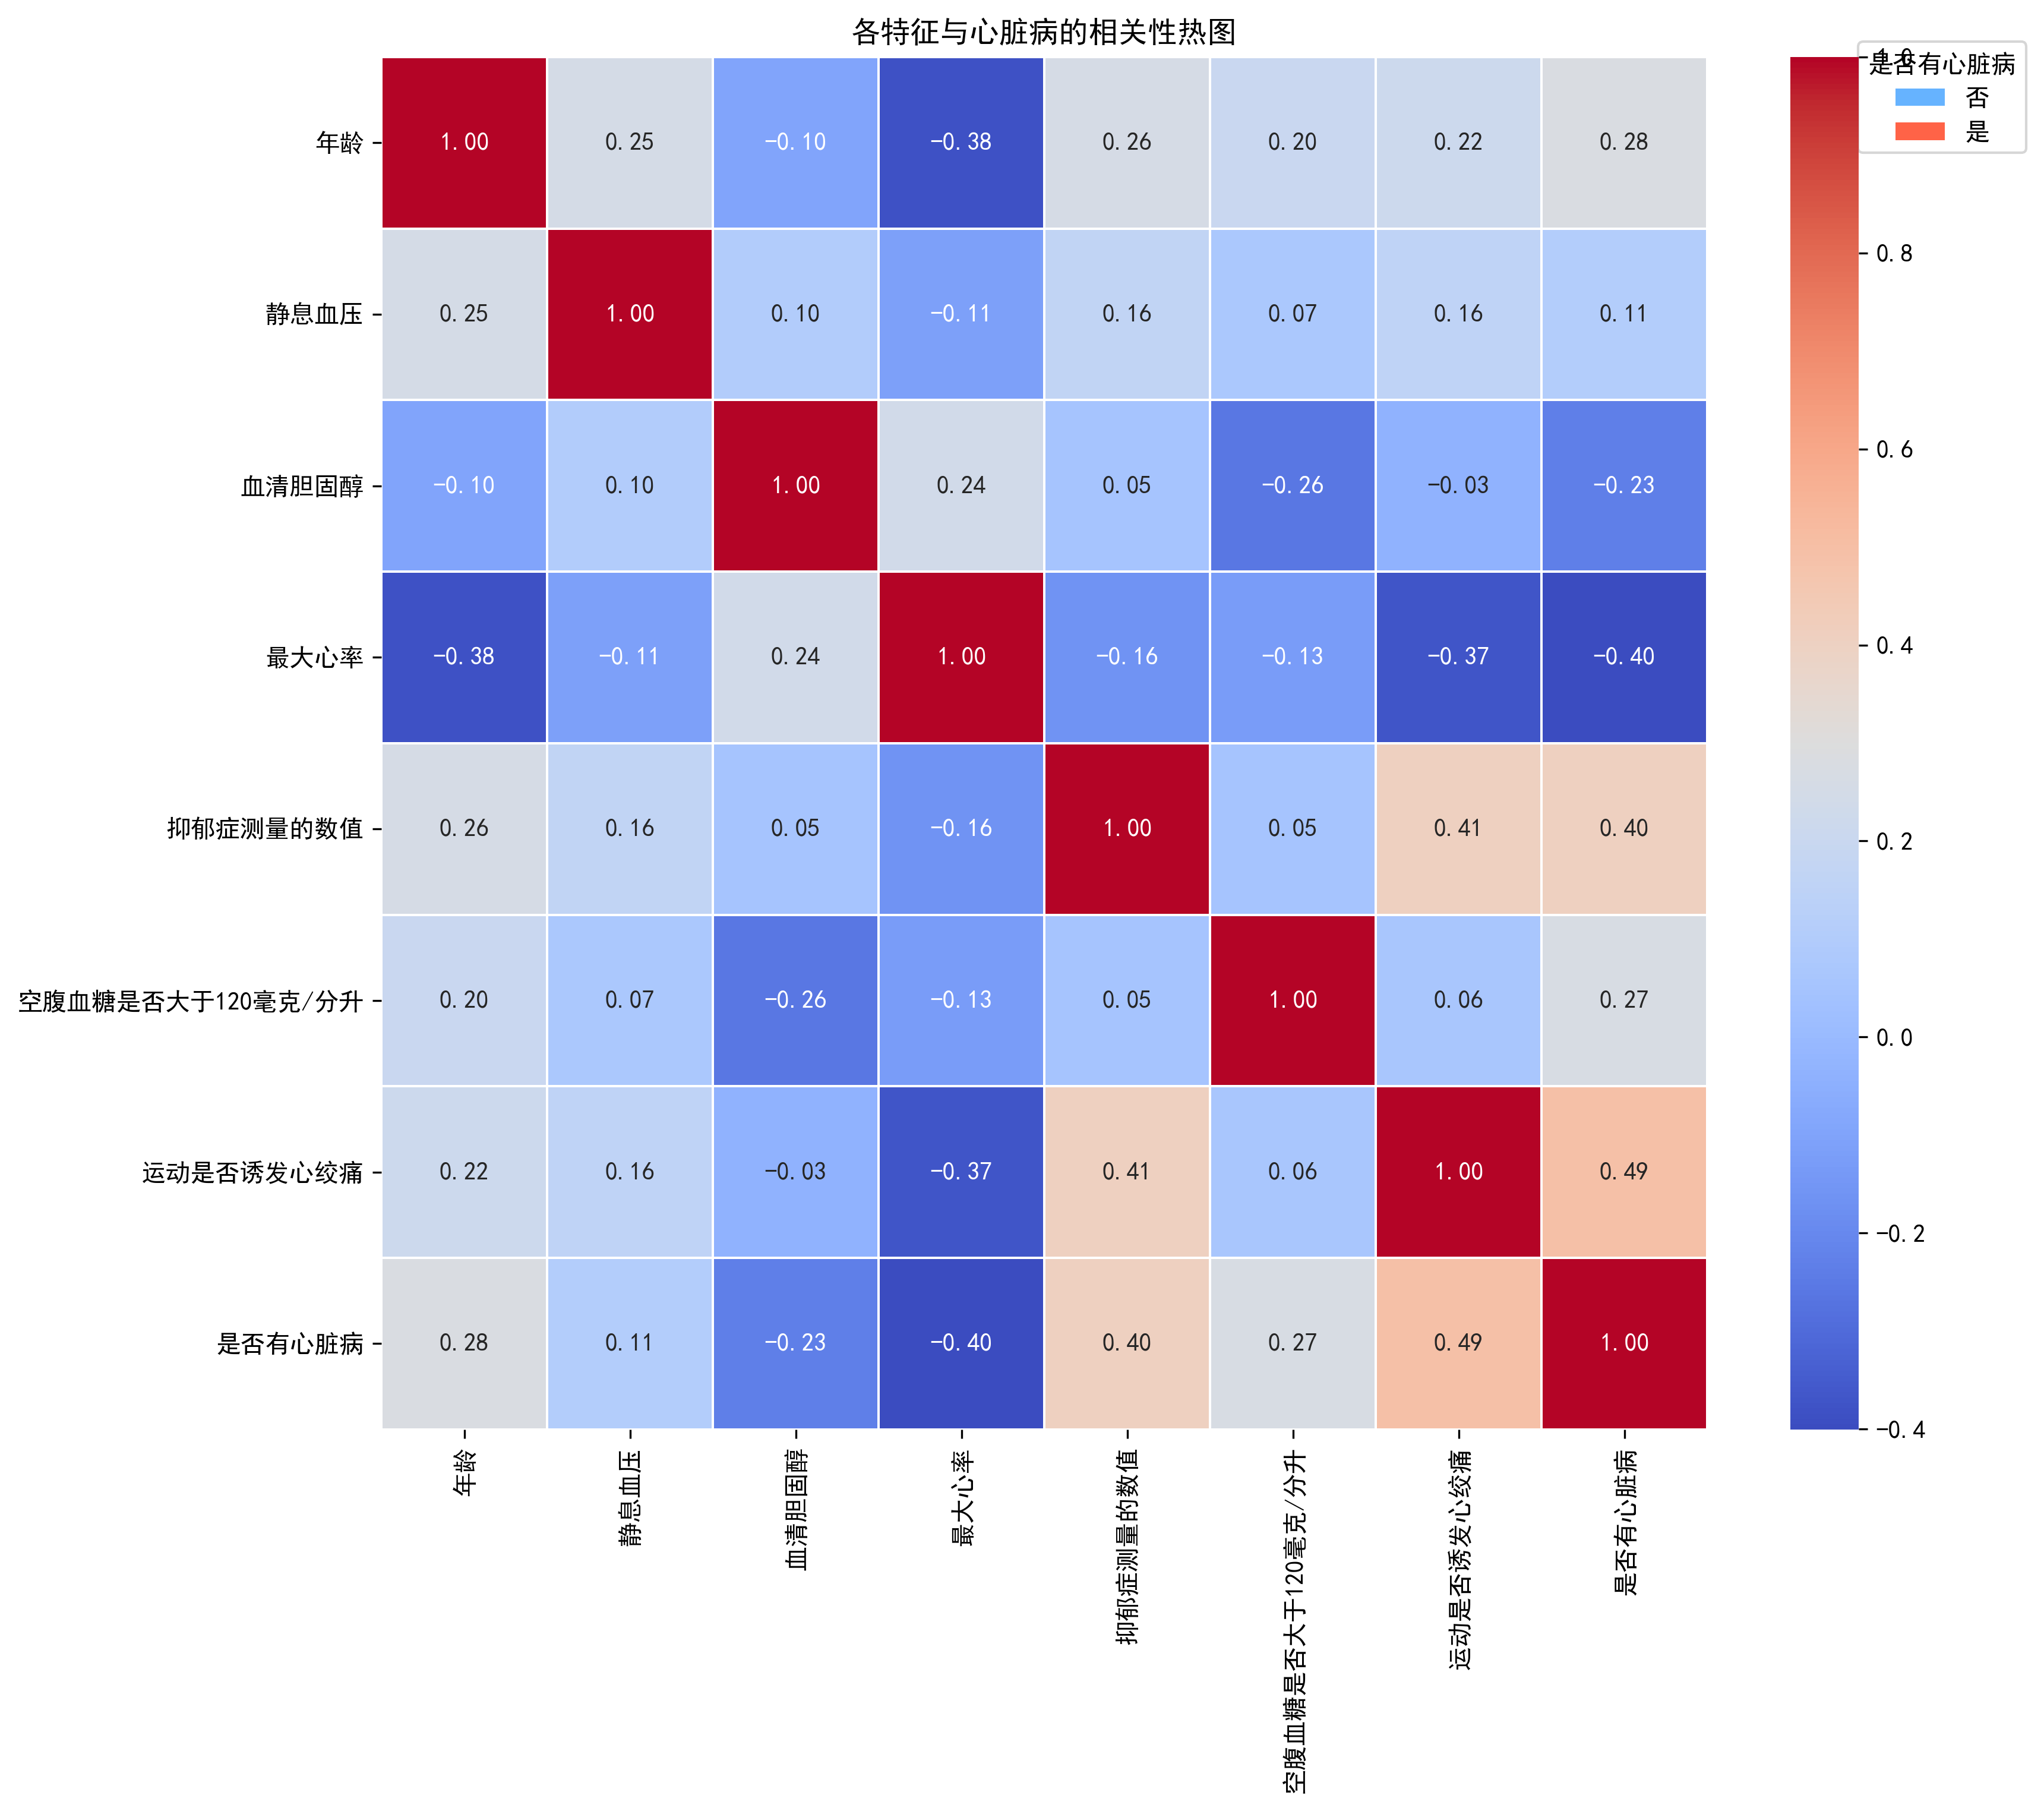 各特征与心脏病的相关性热图
是否有心脏病
否
是
年龄 1.00 0.25 -0.10 -0.38 0.26 0.20 0.22 0.28
静息血压 0.25 1.00 0.10 -0.11 0.16 0.07 0.16 0.11
血清胆固醇 -0.10 0.10 1.00 0.24 0.05 -0.26 -0.03 -0.23
最大心率 -0.38 -0.11 0.24 1.00 -0.16 -0.13 -0.37 -0.40
抑郁症测量的数值 0.26 0.16 0.05 -0.16 1.00 0.05 0.41 0.40
空腹血糖是否大于120毫克/分升 0.20 0.07 -0.26 -0.13 0.05 1.00 0.06 0.27
运动是否诱发心绞痛 0.22 0.16 -0.03 -0.37 0.41 0.06 1.00 0.49
是否有心脏病 0.28 0.11 -0.23 -0.40 0.40 0.27 0.49 1.00
年龄
静息血压
血清胆固醇
最大心率
抑郁症测量的数值
空腹血糖是否大于120毫克/分升
运动是否诱发心绞痛
是否有心脏病
1.0
0.8
0.6
0.4
0.2
0.0
-0.2
-0.4